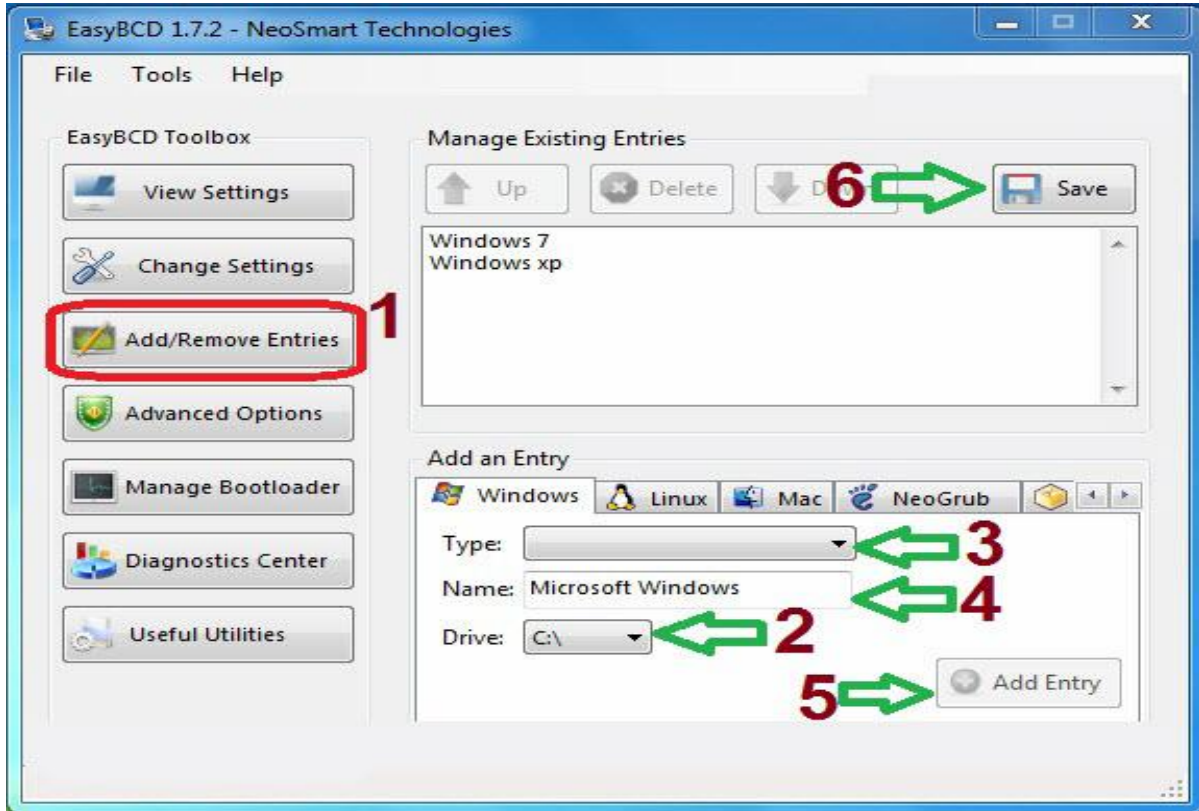 EasyBCD 1.7.2 - NeoSmart Technologies
File Tools Help
EasyBCD Toolbox
View Settings
Change Settings
Add/Remove Entries
1
Advanced Options
Manage Bootloader
Diagnostics Center
Useful Utilities
Manage Existing Entries
Up Delete 6 Save
Windows 7
Windows xp
Add an Entry
Windows Linux Mac NeoGrub
Type: 3
Name: Microsoft Windows 4
Drive: C:\ 2
5 Add Entry